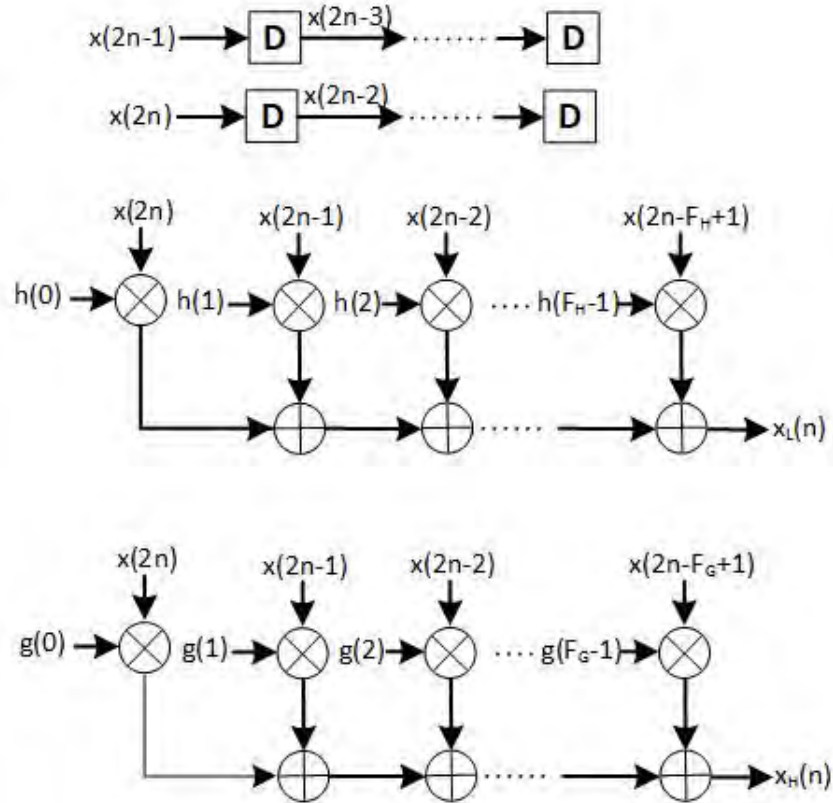 x(2n-1) D x(2n-3) ........ D
x(2n) D x(2n-2) ........ D
x(2n) x(2n-1) x(2n-2) x(2n-F_H+1)
h(0) h(1) h(2) .... h(F_H-1)
...... x_L(n)
x(2n) x(2n-1) x(2n-2) x(2n-F_G+1)
g(0) g(1) g(2) .... g(F_G-1)
...... x_H(n)